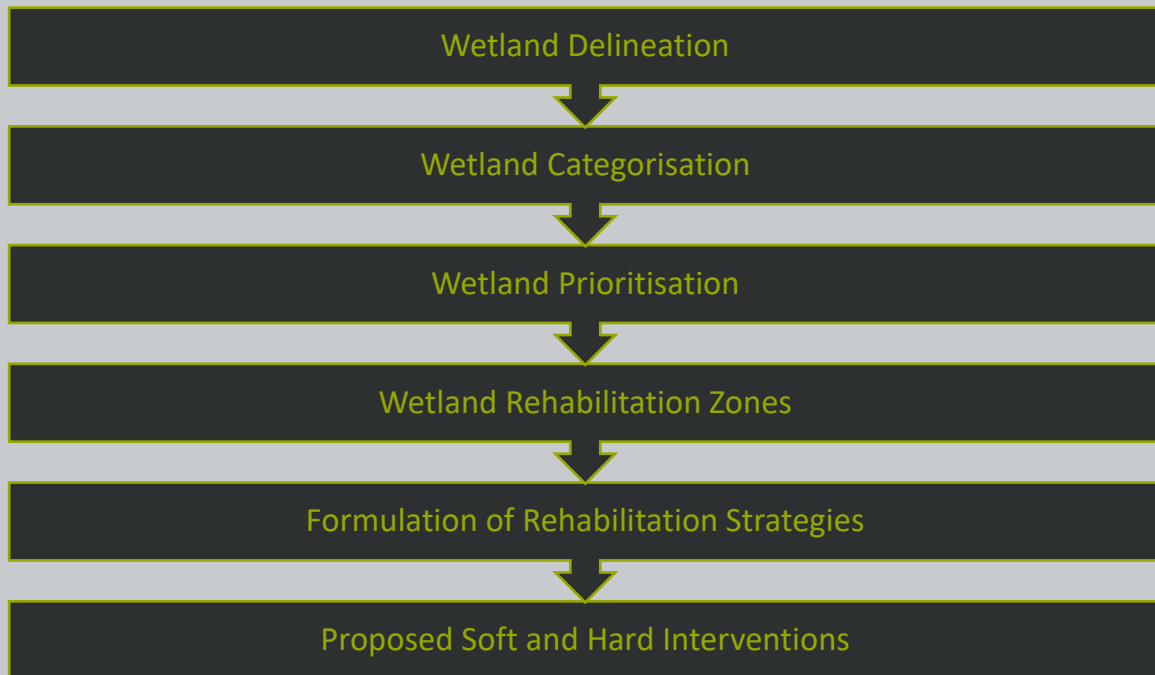 Wetland Delineation
Wetland Categorisation
Wetland Prioritisation
Wetland Rehabilitation Zones
Formulation of Rehabilitation Strategies
Proposed Soft and Hard Interventions